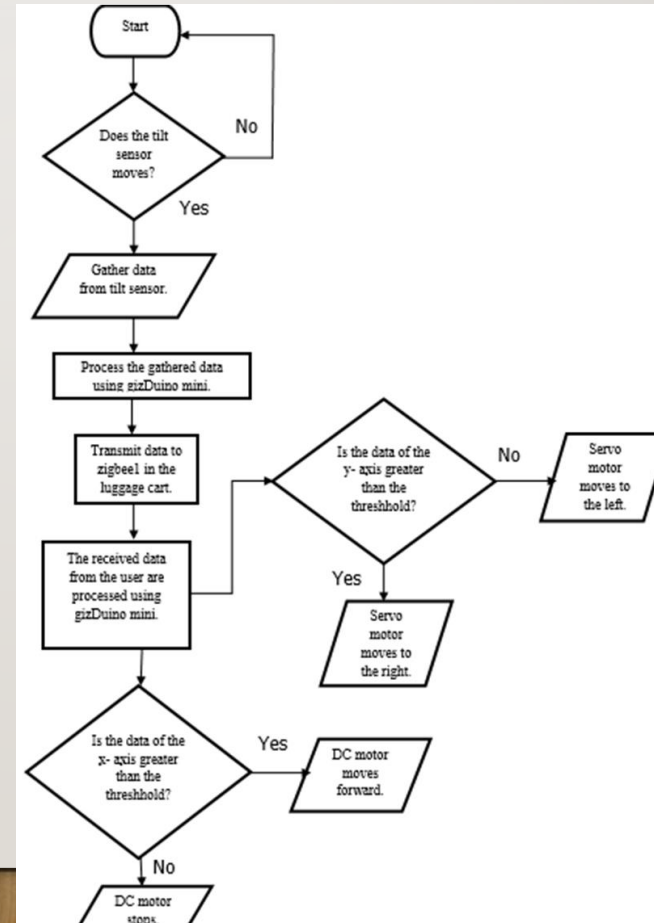 Start
Does the tilt
sensor
moves?
No
Yes
Gather data
from tilt sensor.
Process the gathered data
using gizDuino mini.
Transmit data to
zigbee1 in the
luggage cart.
The received data
from the user are
processed using
gizDuino mini.
Is the data of the
y- axis greater
than the
threshhold?
No
Servo
motor
moves to
the left.
Yes
Servo
motor
moves to
the right.
Is the data of the
x- axis greater
than the
threshhold?
Yes
DC motor
moves
forward.
No
DC motor
stops.